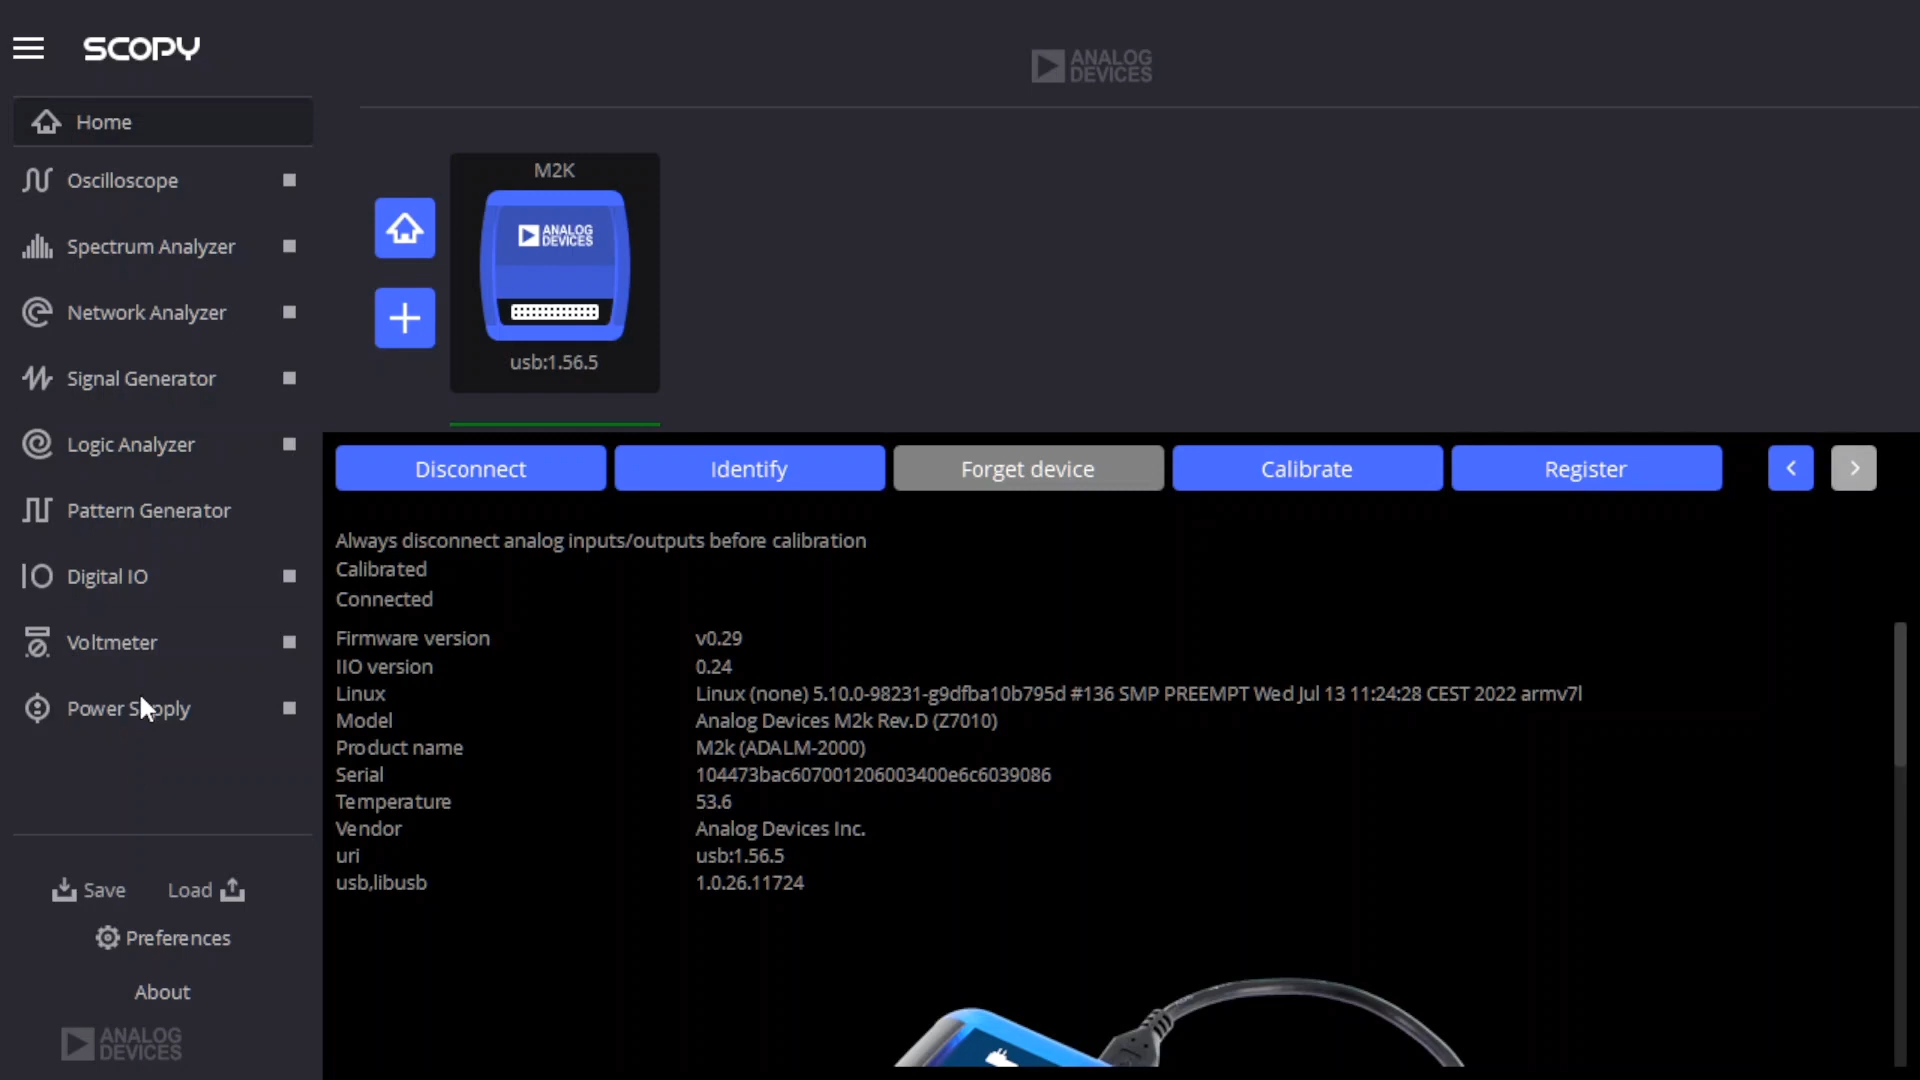 SCOPY
ANALOG
DEVICES
Home
Oscilloscope
Spectrum Analyzer
Network Analyzer
Signal Generator
Logic Analyzer
Pattern Generator
Digital IO
Voltmeter
Power Supply
Save
Load
Preferences
About
ANALOG
DEVICES
M2K
ANALOG
DEVICES
usb:1.56.5
Disconnect
Identify
Forget device
Calibrate
Register
Always disconnect analog inputs/outputs before calibration
Calibrated
Connected
Firmware version v0.29
IIO version 0.24
Linux Linux (none) 5.10.0-98231-g9dfba10b795d #136 SMP PREEMPT Wed Jul 13 11:24:28 CEST 2022 armv7l
Model Analog Devices M2k Rev.D (Z7010)
Product name M2k (ADALM-2000)
Serial 104473bac607001206003400e6c6039086
Temperature 53.6
Vendor Analog Devices Inc.
uri usb:1.56.5
usb,libusb 1.0.26.11724